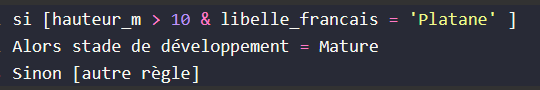 si [hauteur_m > 10 & libelle_francais = 'Platane' ]
Alors stade de développement = Mature
Sinon [autre règle]